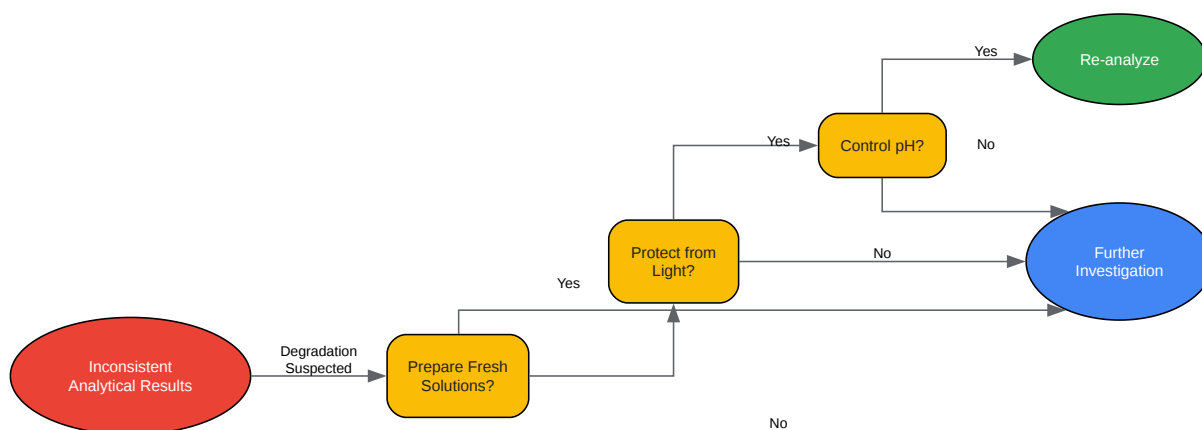 Inconsistent
Analytical Results
Degradation
Suspected
Prepare Fresh
Solutions?
Yes
Protect from
Light?
Yes
Control pH?
Yes
Re-analyze
No
No
Further
Investigation
No